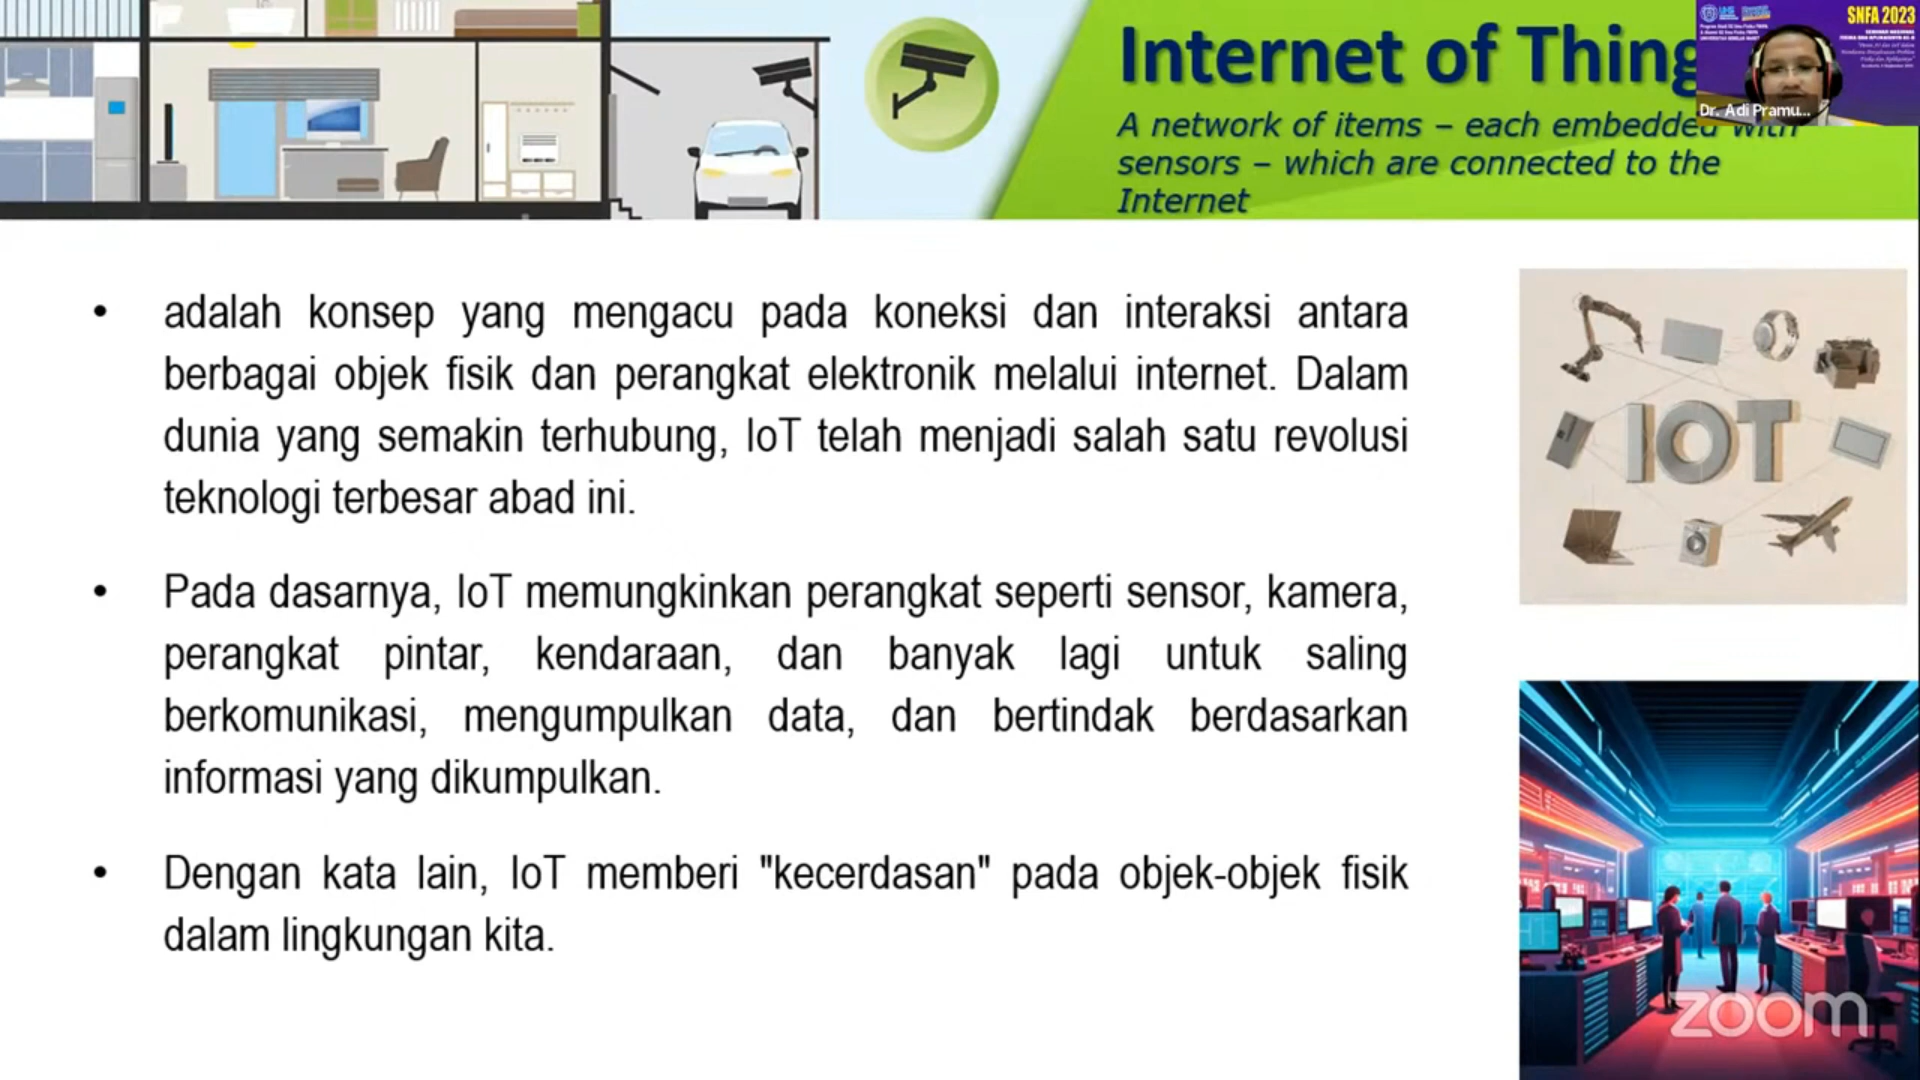 Internet of Thing
A network of items – each embedded with
sensors – which are connected to the
Internet
SNFA 2023
Dr. Adi Pramu...
• adalah konsep yang mengacu pada koneksi dan interaksi antara
berbagai objek fisik dan perangkat elektronik melalui internet. Dalam
dunia yang semakin terhubung, IoT telah menjadi salah satu revolusi
teknologi terbesar abad ini.
• Pada dasarnya, IoT memungkinkan perangkat seperti sensor, kamera,
perangkat pintar, kendaraan, dan banyak lagi untuk saling
berkomunikasi, mengumpulkan data, dan bertindak berdasarkan
informasi yang dikumpulkan.
• Dengan kata lain, IoT memberi "kecerdasan" pada objek-objek fisik
dalam lingkungan kita.
IOT
zoom